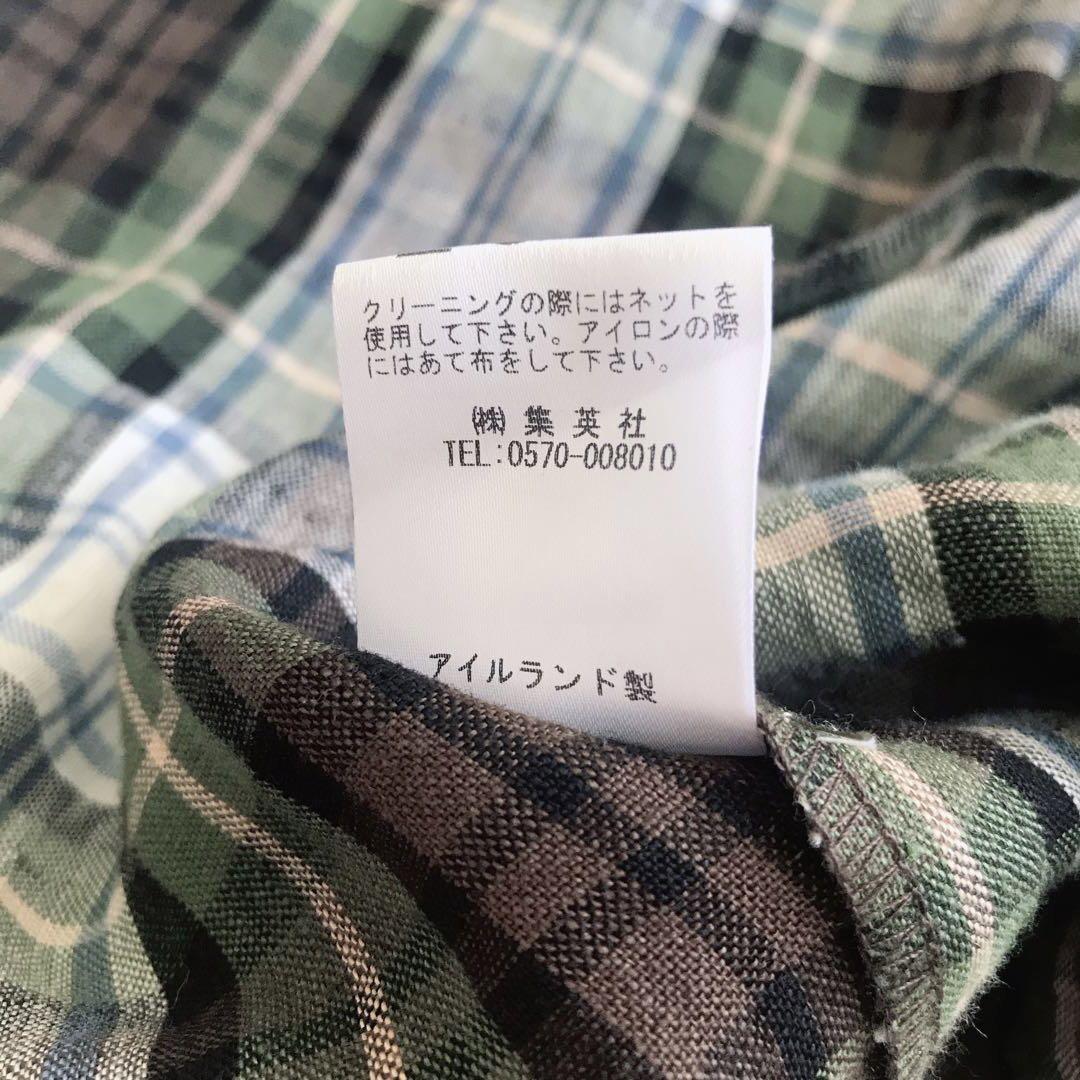 クリーニングの際にはネットを
使用して下さい。アイロンの際
にはあて布をして下さい。
㈱集英社
TEL:0570-008010
アイルランド製